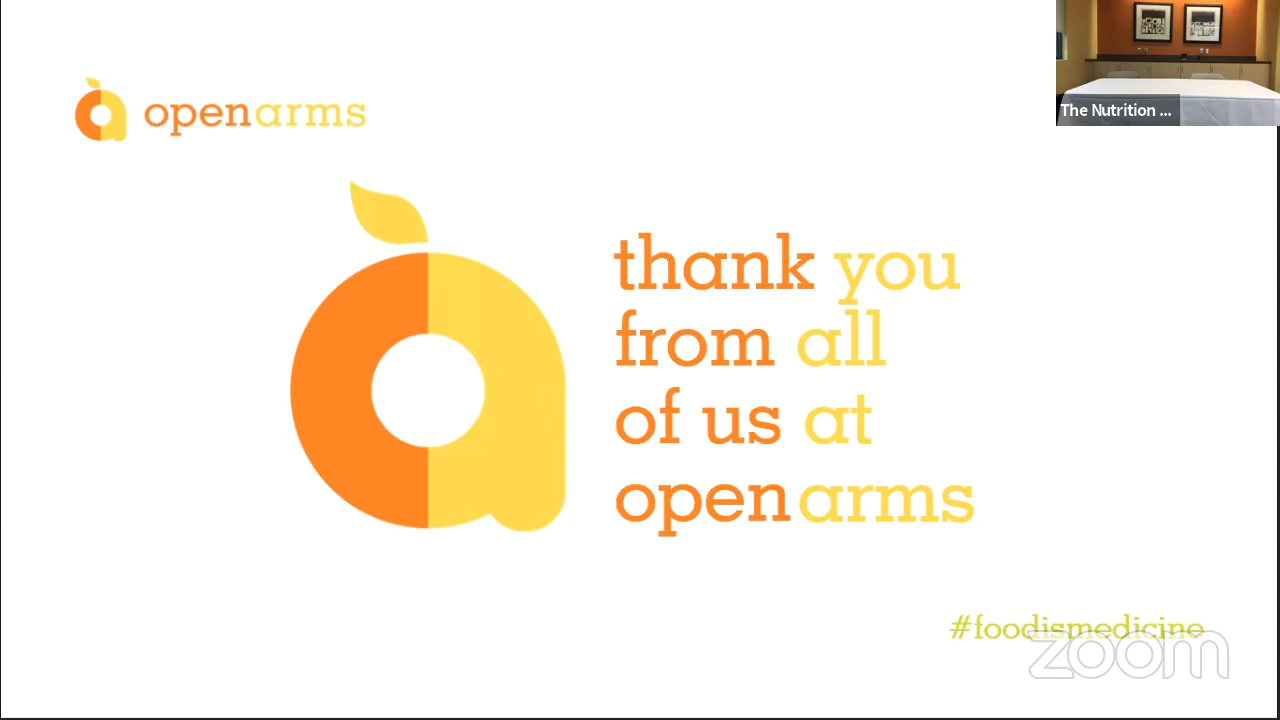 openarms
The Nutrition ...
thank you
from all
of us at
openarms
#foodismedicine
zoom